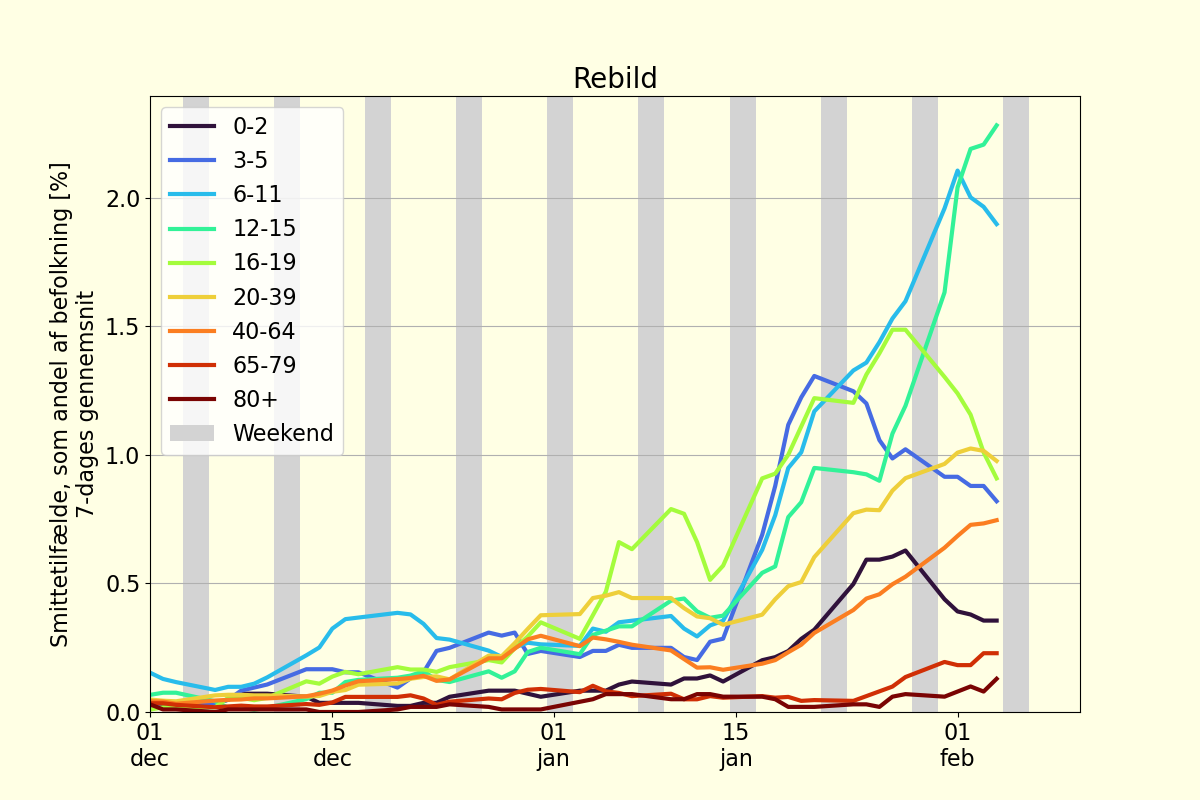 Rebild
Smittetilfælde, som andel af befolkning [%]
7-dages gennemsnit
2.0
1.5
1.0
0.5
0.0
0-2
3-5
6-11
12-15
16-19
20-39
40-64
65-79
80+
Weekend
01 15 01 15 01
dec dec jan jan feb